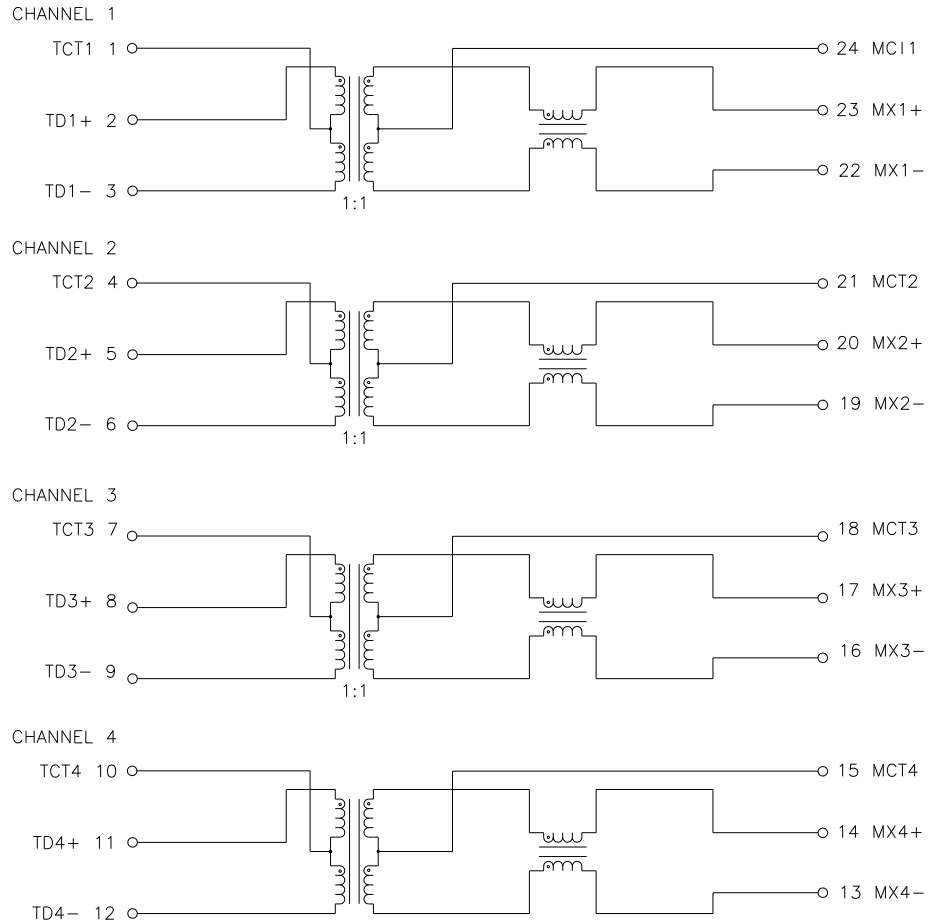 CHANNEL 1
TCT1 1
24 MCI1
TD1+ 2
23 MX1+
22 MX1−
TD1− 3
1:1
CHANNEL 2
TCT2 4
21 MCT2
TD2+ 5
20 MX2+
19 MX2−
TD2− 6
1:1
CHANNEL 3
TCT3 7
18 MCT3
TD3+ 8
17 MX3+
16 MX3−
TD3− 9
1:1
CHANNEL 4
TCT4 10
15 MCT4
TD4+ 11
14 MX4+
13 MX4−
TD4− 12